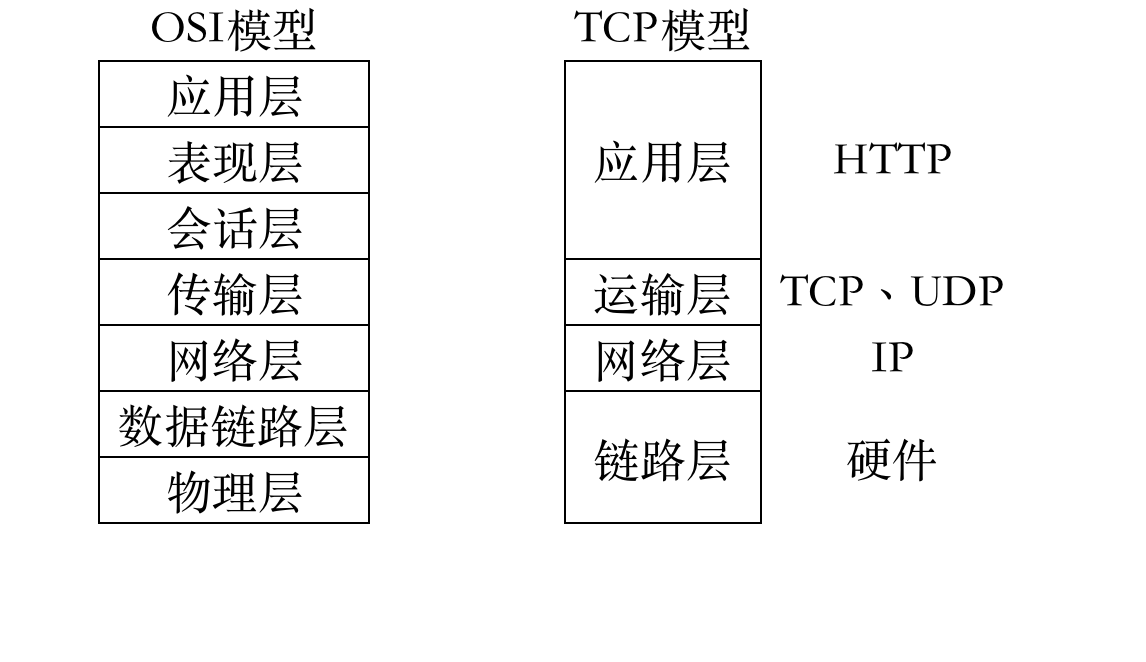 OSI模型
应用层
表现层
会话层
传输层
网络层
数据链路层
物理层
TCP模型
应用层
HTTP
运输层
TCP、UDP
网络层
IP
链路层
硬件